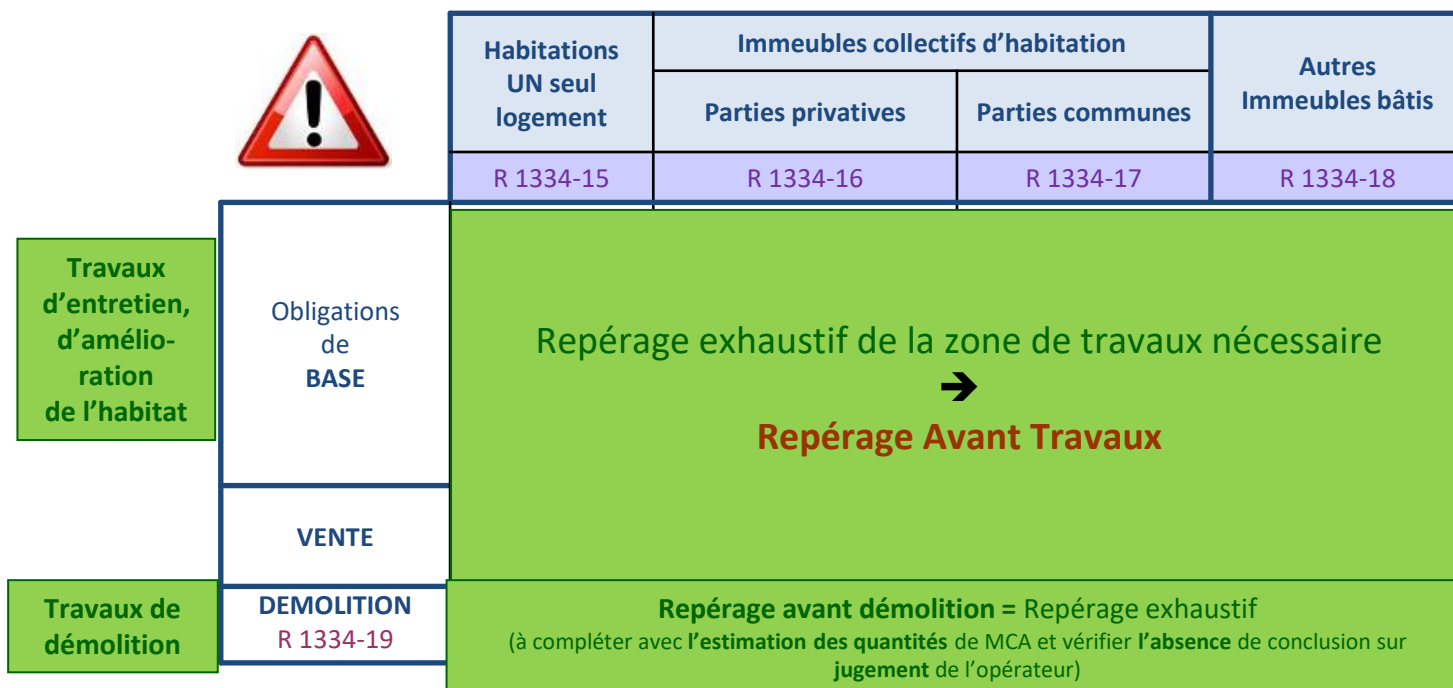 Habitations
UN seul
logement
Immeubles collectifs d’habitation
Parties privatives
Parties communes
Autres
Immeubles bâtis
R 1334-15
R 1334-16
R 1334-17
R 1334-18
Travaux
d’entretien,
d’amélio-
ration
de l’habitat
Obligations
de
BASE
Repérage exhaustif de la zone de travaux nécessaire
➔
Repérage Avant Travaux
VENTE
Travaux de
démolition
DEMOLITION
R 1334-19
Repérage avant démolition = Repérage exhaustif
(à compléter avec l’estimation des quantités de MCA et vérifier l’absence de conclusion sur
jugement de l’opérateur)